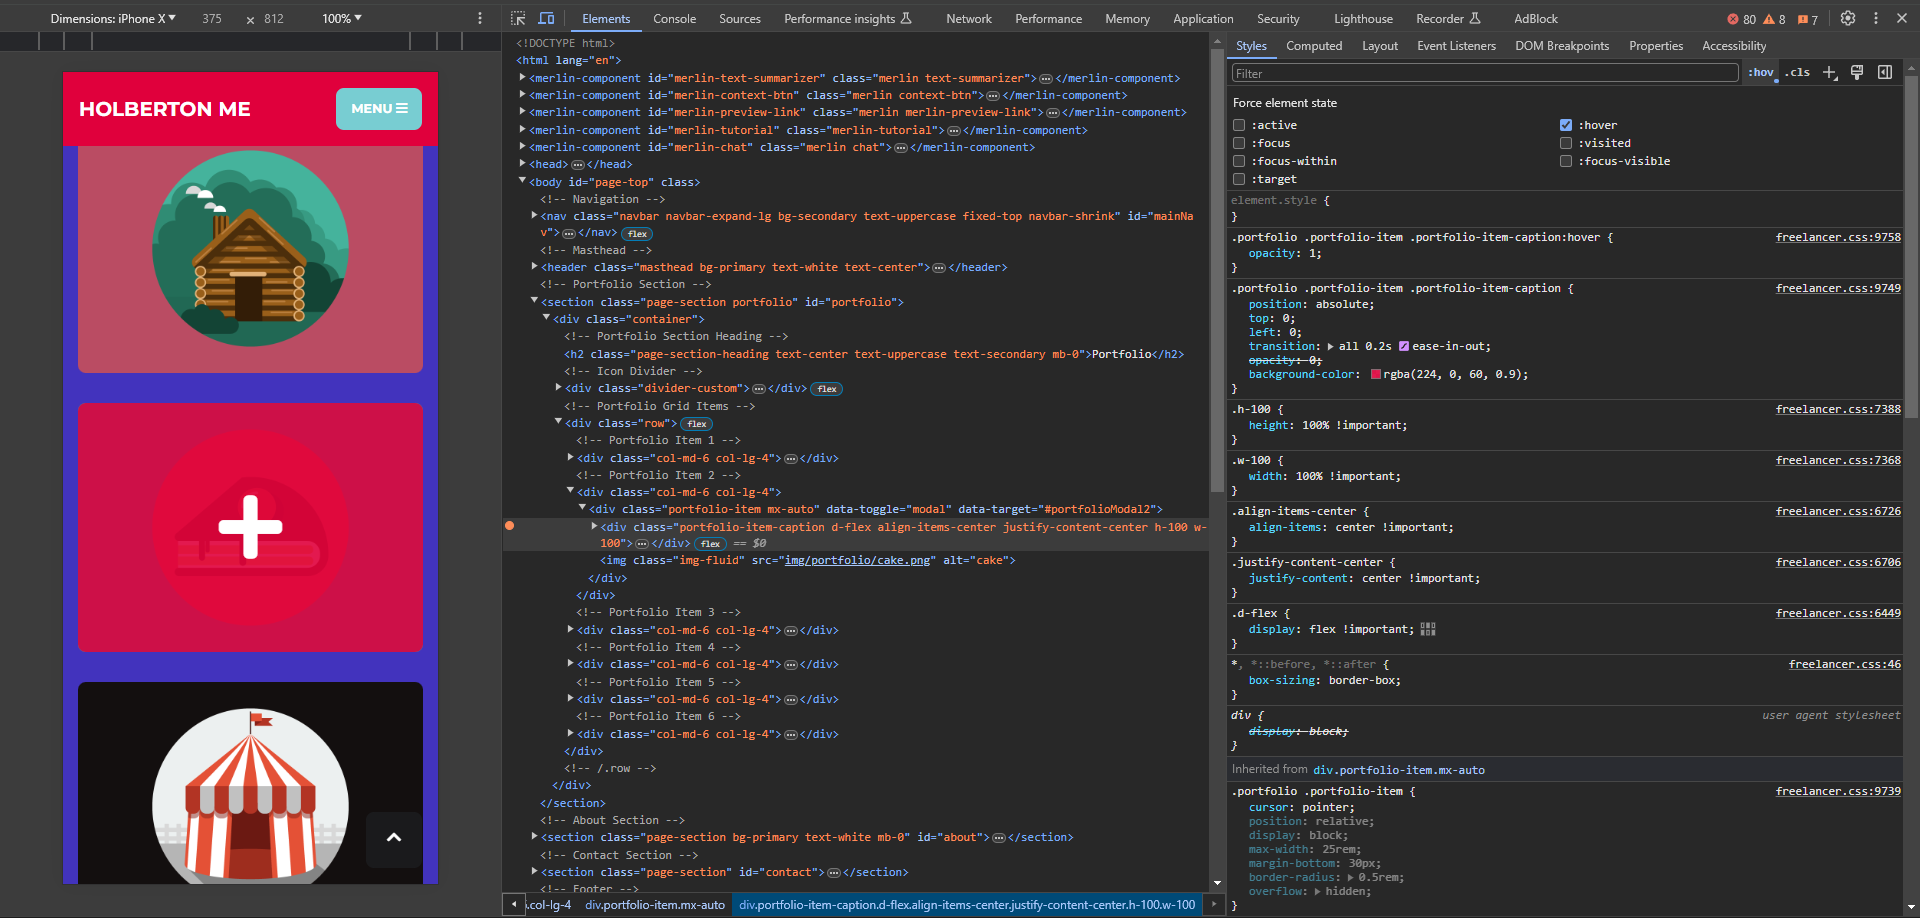 Dimensions: iPhone X ▼ 375 × 812 100% ▼
Elements Console Sources Performance insights Network Performance Memory Application Security Lighthouse Recorder AdBlock 80 8 7
HOLBERTON ME
MENU
<!DOCTYPE html>
<html lang="en">
<merlin-component id="merlin-text-summarizer" class="merlin text-summarizer">…</merlin-component>
<merlin-component id="merlin-context-btn" class="merlin context-btn">…</merlin-component>
<merlin-component id="merlin-preview-link" class="merlin merlin-preview-link">…</merlin-component>
<merlin-component id="merlin-tutorial" class="merlin-tutorial">…</merlin-component>
<merlin-component id="merlin-chat" class="merlin chat">…</merlin-component>
<head>…</head>
<body id="page-top" class>
<!-- Navigation -->
<nav class="navbar navbar-expand-lg bg-secondary text-uppercase fixed-top navbar-shrink" id="mainNa
v">…</nav> flex
<!-- Masthead -->
<header class="masthead bg-primary text-white text-center">…</header>
<!-- Portfolio Section -->
<section class="page-section portfolio" id="portfolio">
<div class="container">
<!-- Portfolio Section Heading -->
<h2 class="page-section-heading text-center text-uppercase text-secondary mb-0">Portfolio</h2>
<!-- Icon Divider -->
<div class="divider-custom">…</div> flex
<!-- Portfolio Grid Items -->
<div class="row"> flex
<!-- Portfolio Item 1 -->
<div class="col-md-6 col-lg-4">…</div>
<!-- Portfolio Item 2 -->
<div class="col-md-6 col-lg-4">
<div class="portfolio-item mx-auto" data-toggle="modal" data-target="#portfolioModal2">
<div class="portfolio-item-caption d-flex align-items-center justify-content-center h-100 w-
100">…</div> flex == $0
<img class="img-fluid" src="img/portfolio/cake.png" alt="cake">
</div>
</div>
<!-- Portfolio Item 3 -->
<div class="col-md-6 col-lg-4">…</div>
<!-- Portfolio Item 4 -->
<div class="col-md-6 col-lg-4">…</div>
<!-- Portfolio Item 5 -->
<div class="col-md-6 col-lg-4">…</div>
<!-- Portfolio Item 6 -->
<div class="col-md-6 col-lg-4">…</div>
</div>
<!-- /.row -->
</div>
</section>
<!-- About Section -->
<section class="page-section bg-primary text-white mb-0" id="about">…</section>
<!-- Contact Section -->
<section class="page-section" id="contact">…</section>
<!-- Footer -->
.col-lg-4 div.portfolio-item.mx-auto div.portfolio-item-caption.d-flex.align-items-center.justify-content-center.h-100.w-100
Styles Computed Layout Event Listeners DOM Breakpoints Properties Accessibility
Filter :hov .cls
Force element state
:active :hover
:focus :visited
:focus-within :focus-visible
:target
element.style {
}
.portfolio .portfolio-item .portfolio-item-caption:hover { freelancer.css:9758
opacity: 1;
}
.portfolio .portfolio-item .portfolio-item-caption { freelancer.css:9749
position: absolute;
top: 0;
left: 0;
transition: all 0.2s ease-in-out;
opacity: 0;
background-color: rgba(224, 0, 60, 0.9);
}
.h-100 { freelancer.css:7388
height: 100% !important;
}
.w-100 { freelancer.css:7368
width: 100% !important;
}
.align-items-center { freelancer.css:6726
align-items: center !important;
}
.justify-content-center { freelancer.css:6706
justify-content: center !important;
}
.d-flex { freelancer.css:6449
display: flex !important;
}
*, *::before, *::after { freelancer.css:46
box-sizing: border-box;
}
div { user agent stylesheet
display: block;
}
Inherited from div.portfolio-item.mx-auto
.portfolio .portfolio-item { freelancer.css:9739
cursor: pointer;
position: relative;
display: block;
max-width: 25rem;
margin-bottom: 30px;
border-radius: 0.5rem;
overflow: hidden;
}